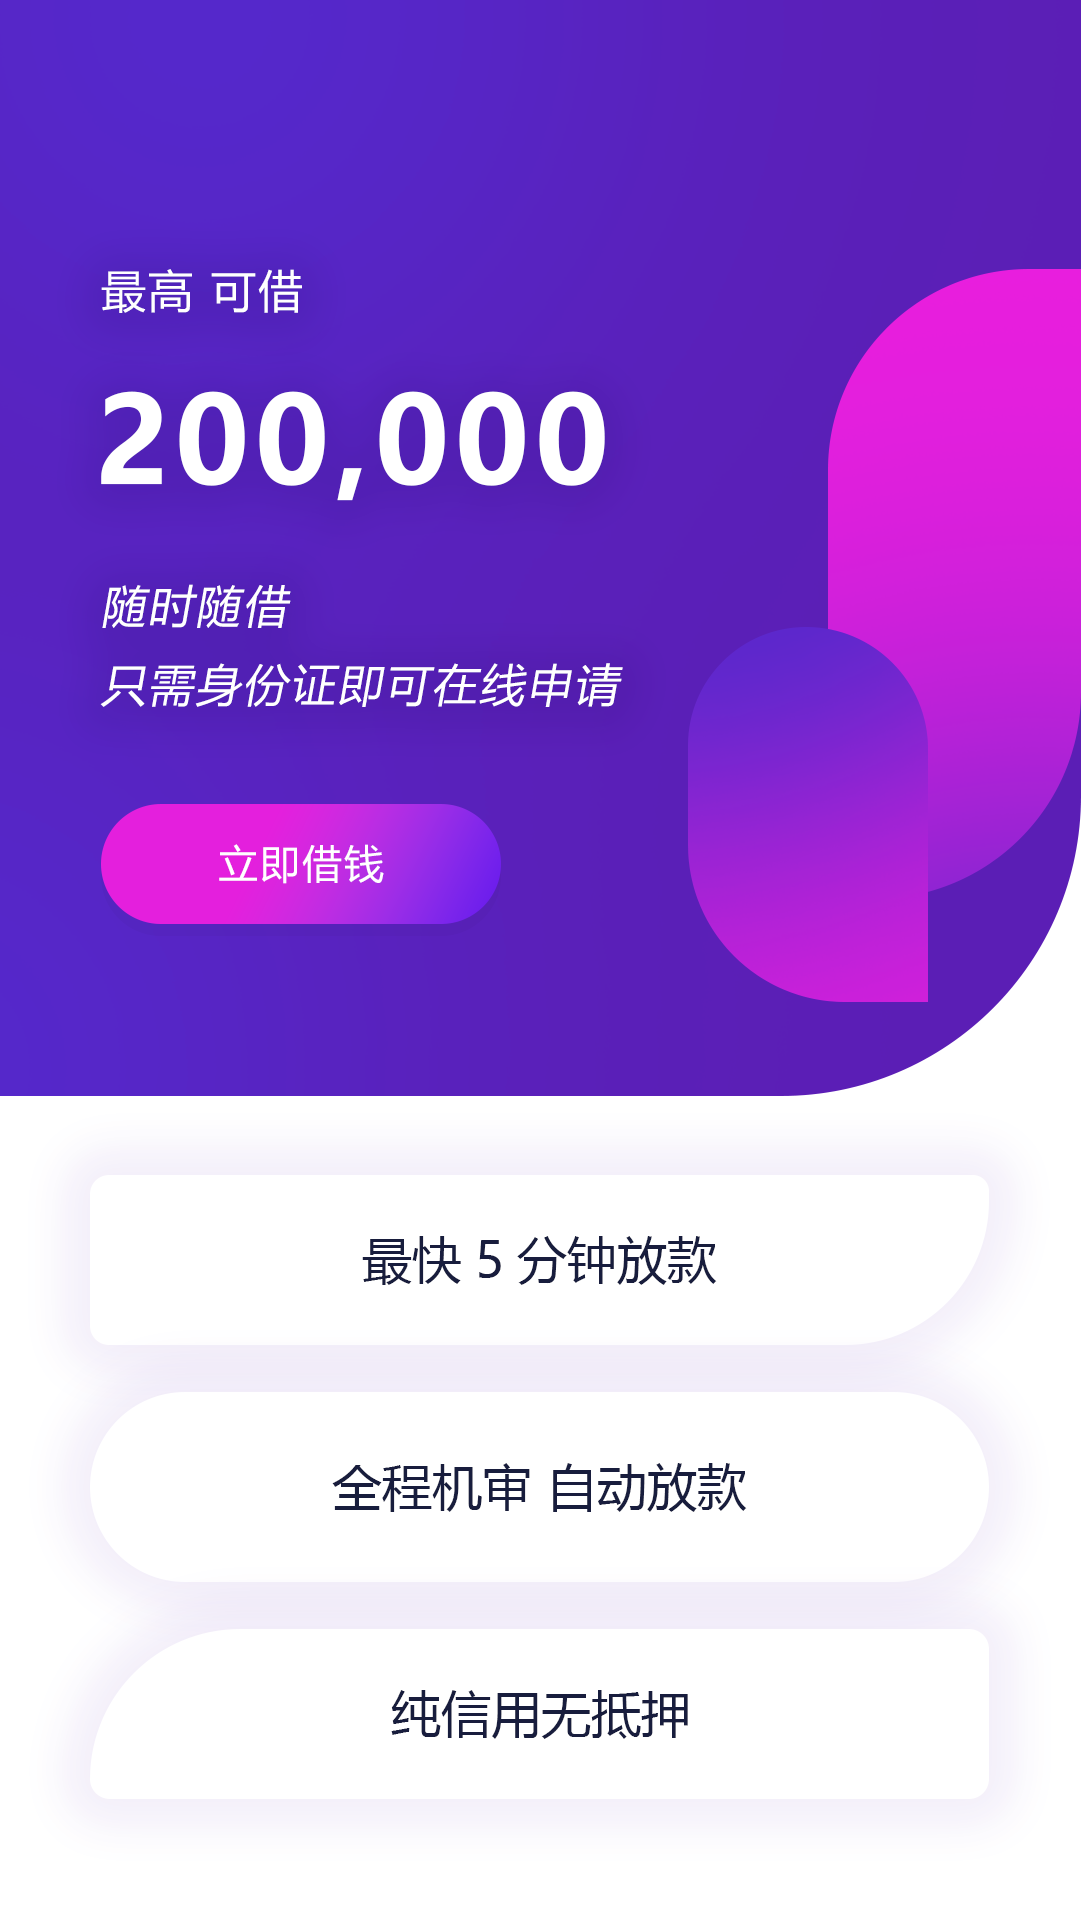 最高 可借
200,000
随时随借
只需身份证即可在线申请
立即借钱
最快 5 分钟放款
全程机审 自动放款
纯信用无抵押